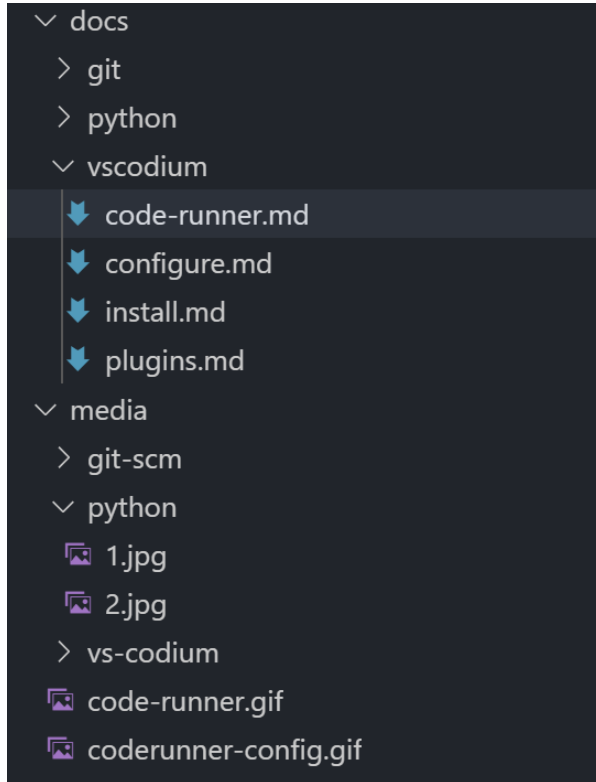 docs
git
python
vscodium
code-runner.md
configure.md
install.md
plugins.md
media
git-scm
python
1.jpg
2.jpg
vs-codium
code-runner.gif
coderunner-config.gif